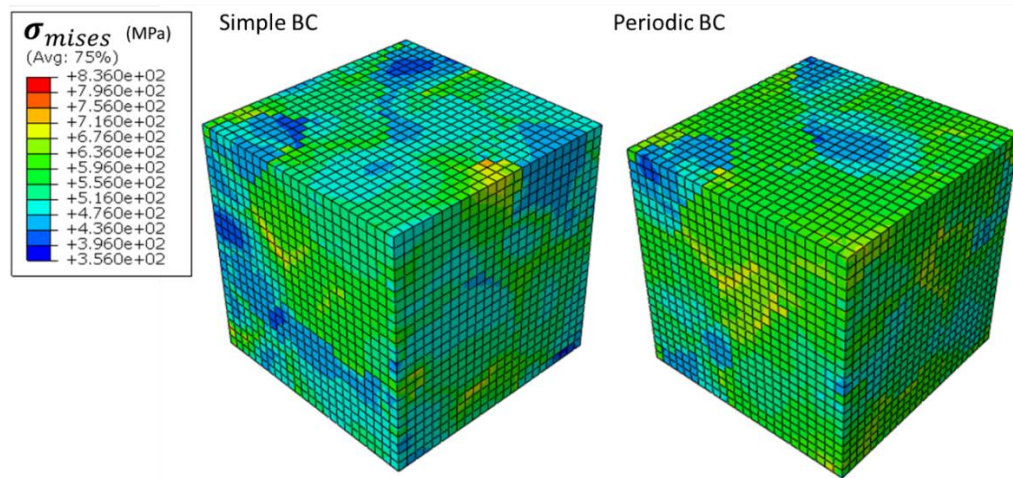 σ_mises (MPa)
(Avg: 75%)
+8.360e+02
+7.960e+02
+7.560e+02
+7.160e+02
+6.760e+02
+6.360e+02
+5.960e+02
+5.560e+02
+5.160e+02
+4.760e+02
+4.360e+02
+3.960e+02
+3.560e+02
Simple BC
Periodic BC